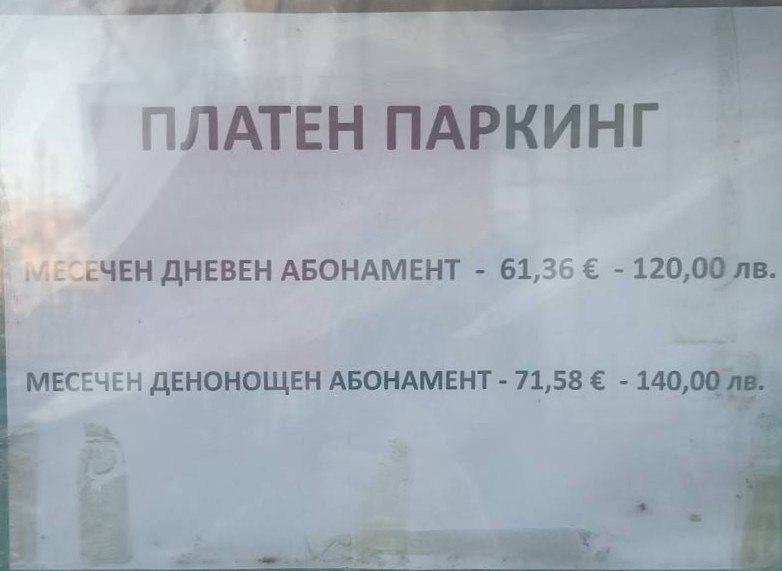 ПЛАТЕН ПАРКИНГ
МЕСЕЧЕН ДНЕВЕН АБОНАМЕНТ - 61,36 € - 120,00 лв.
МЕСЕЧЕН ДЕНОНОЩЕН АБОНАМЕНТ - 71,58 € - 140,00 лв.